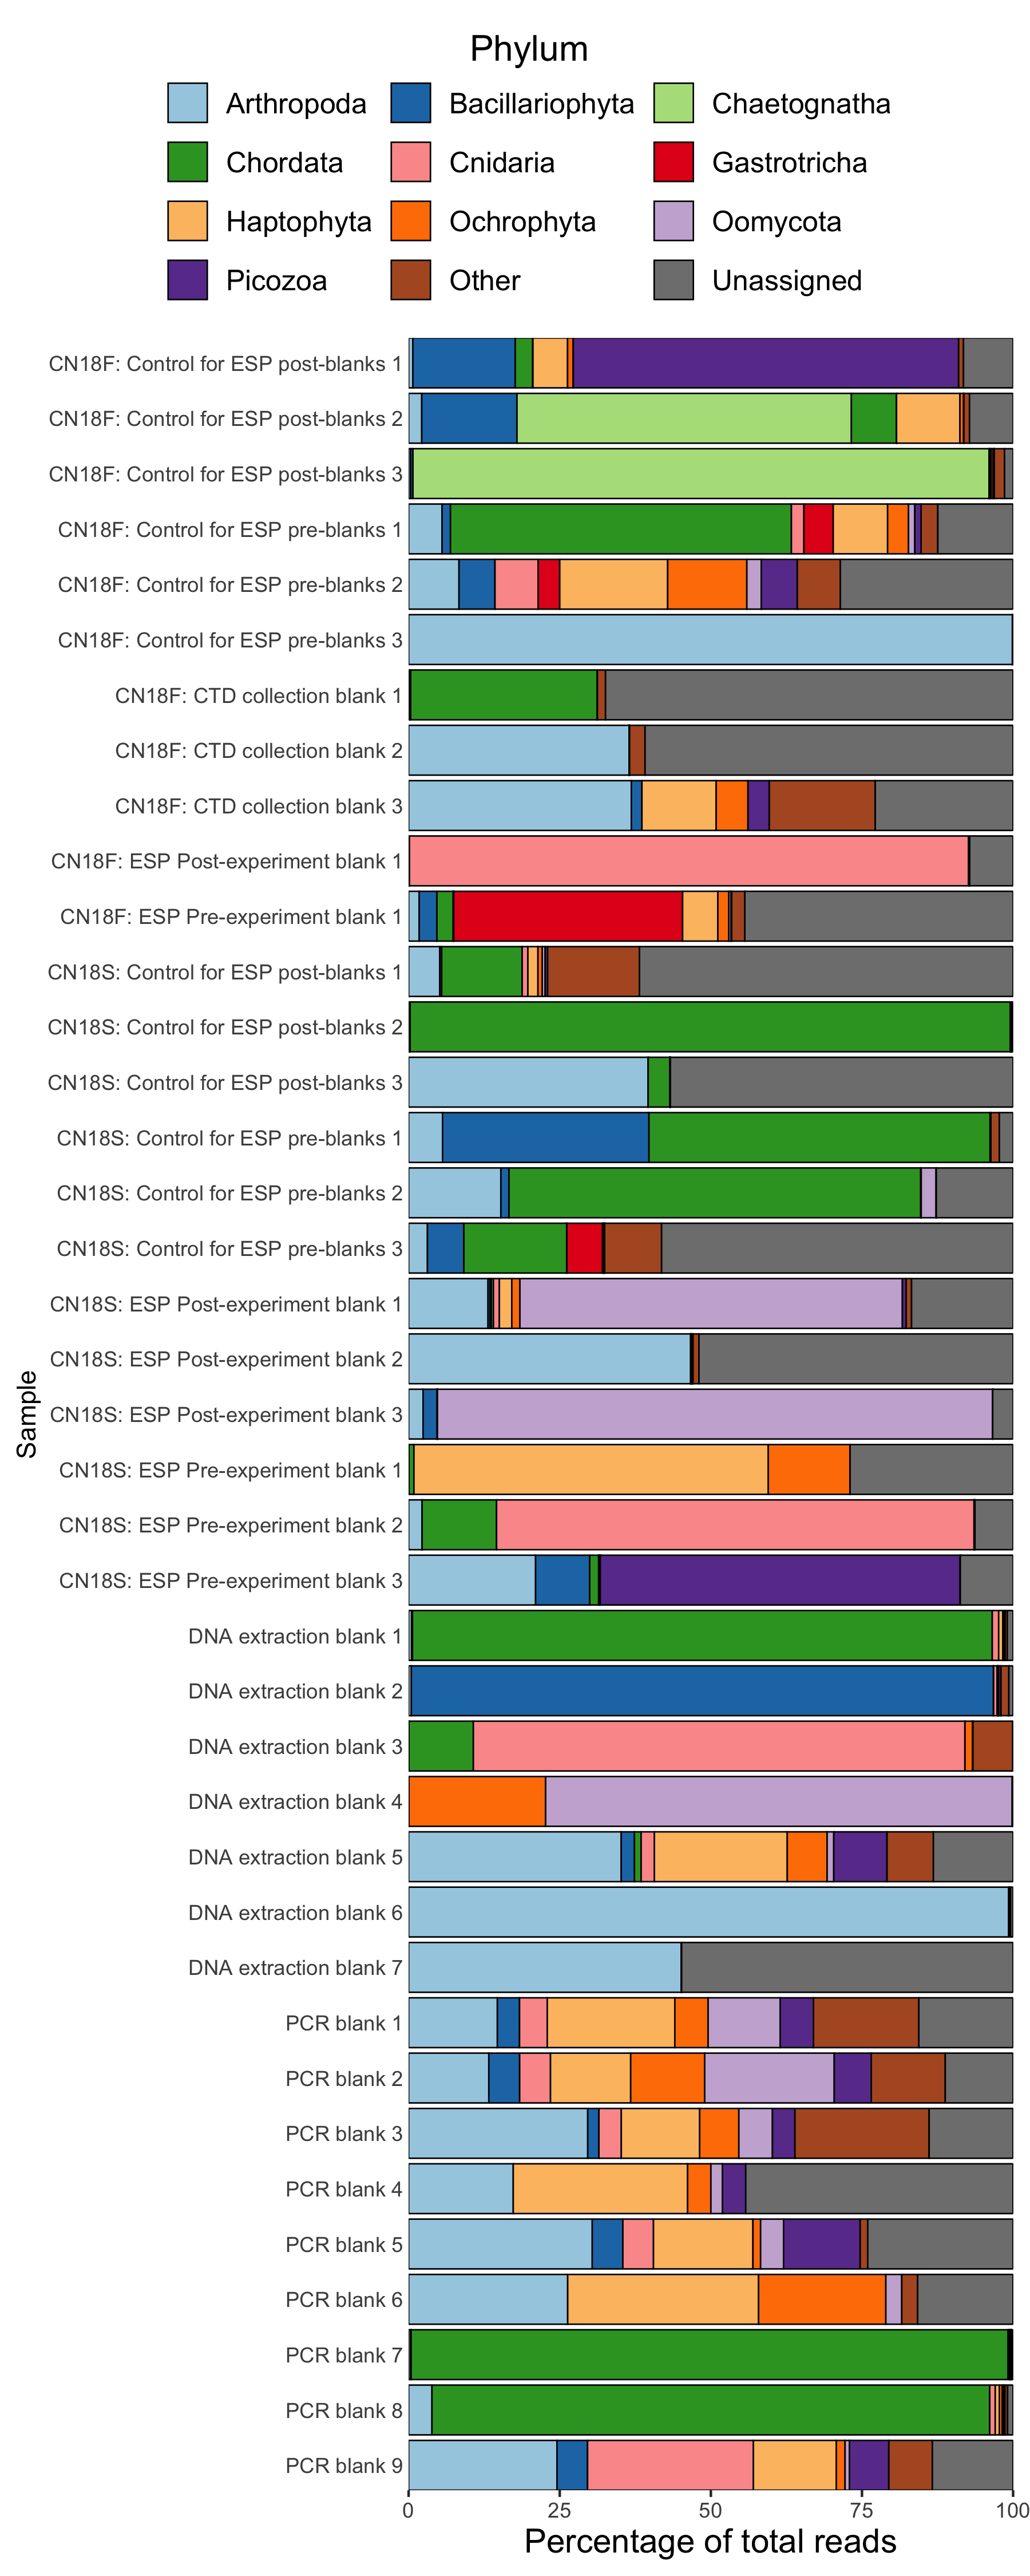 Phylum
Arthropoda Bacillariophyta Chaetognatha
Chordata Cnidaria Gastrotricha
Haptophyta Ochrophyta Oomycota
Picozoa Other Unassigned
CN18F: Control for ESP post-blanks 1
CN18F: Control for ESP post-blanks 2
CN18F: Control for ESP post-blanks 3
CN18F: Control for ESP pre-blanks 1
CN18F: Control for ESP pre-blanks 2
CN18F: Control for ESP pre-blanks 3
CN18F: CTD collection blank 1
CN18F: CTD collection blank 2
CN18F: CTD collection blank 3
CN18F: ESP Post-experiment blank 1
CN18F: ESP Pre-experiment blank 1
CN18S: Control for ESP post-blanks 1
CN18S: Control for ESP post-blanks 2
CN18S: Control for ESP post-blanks 3
CN18S: Control for ESP pre-blanks 1
CN18S: Control for ESP pre-blanks 2
CN18S: Control for ESP pre-blanks 3
CN18S: ESP Post-experiment blank 1
CN18S: ESP Post-experiment blank 2
CN18S: ESP Post-experiment blank 3
CN18S: ESP Pre-experiment blank 1
CN18S: ESP Pre-experiment blank 2
CN18S: ESP Pre-experiment blank 3
DNA extraction blank 1
DNA extraction blank 2
DNA extraction blank 3
DNA extraction blank 4
DNA extraction blank 5
DNA extraction blank 6
DNA extraction blank 7
PCR blank 1
PCR blank 2
PCR blank 3
PCR blank 4
PCR blank 5
PCR blank 6
PCR blank 7
PCR blank 8
PCR blank 9
Sample
0 25 50 75 100
Percentage of total reads